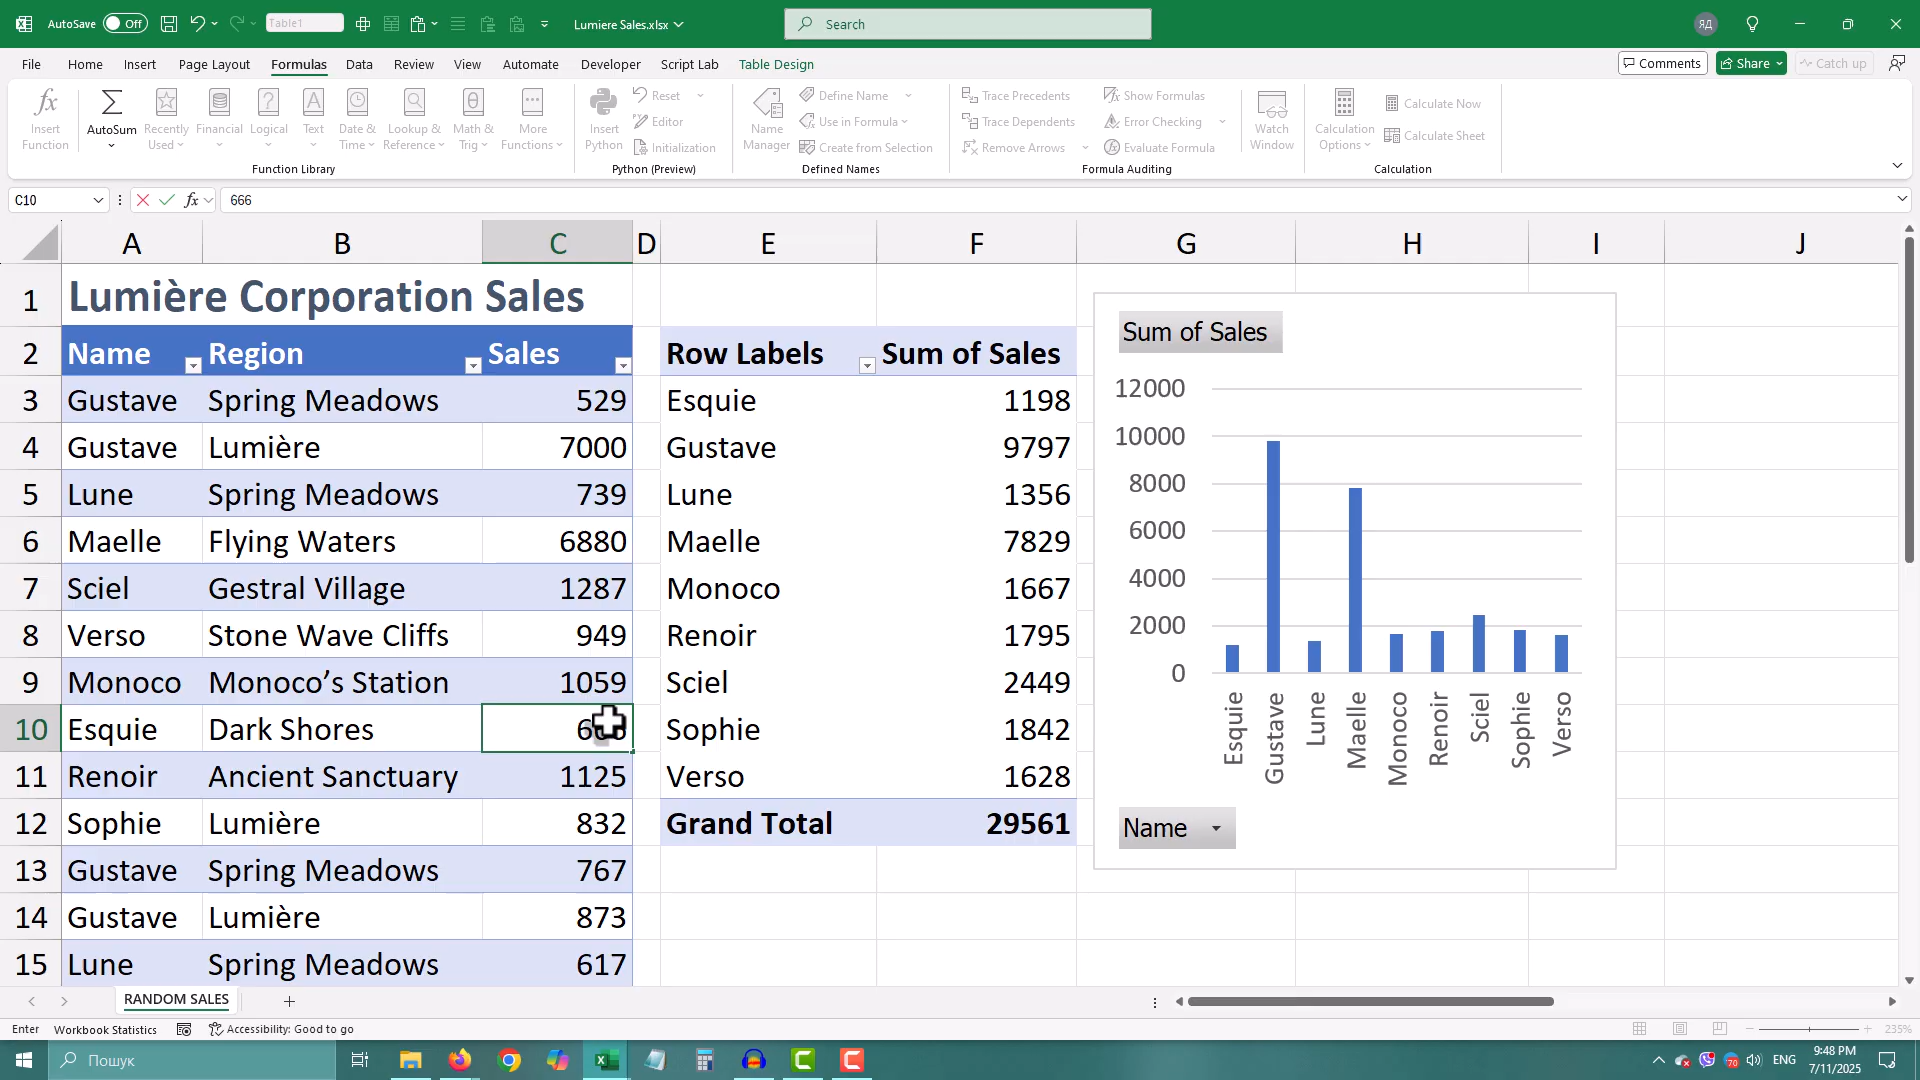 AutoSave Off Table1 Lumiere Sales.xlsx Search ЯД
File Home Insert Page Layout Formulas Data Review View Automate Developer Script Lab Table Design Comments Share Catch up
Insert Function AutoSum Recently Used Financial Logical Text Date & Time Lookup & Reference Math & Trig More Functions
Insert Python Reset Editor Initialization
Name Manager Define Name Use in Formula Create from Selection
Trace Precedents Trace Dependents Remove Arrows Show Formulas Error Checking Evaluate Formula
Watch Window Calculation Options Calculate Now Calculate Sheet
Function Library Python (Preview) Defined Names Formula Auditing Calculation
C10 fx 666
A B C D E F G H I J
1 Lumière Corporation Sales
2 Name Region Sales Row Labels Sum of Sales
3 Gustave Spring Meadows 529 Esquie 1198
4 Gustave Lumière 7000 Gustave 9797
5 Lune Spring Meadows 739 Lune 1356
6 Maelle Flying Waters 6880 Maelle 7829
7 Sciel Gestral Village 1287 Monoco 1667
8 Verso Stone Wave Cliffs 949 Renoir 1795
9 Monoco Monoco’s Station 1059 Sciel 2449
10 Esquie Dark Shores 666 Sophie 1842
11 Renoir Ancient Sanctuary 1125 Verso 1628
12 Sophie Lumière 832 Grand Total 29561
13 Gustave Spring Meadows 767
14 Gustave Lumière 873
15 Lune Spring Meadows 617
Sum of Sales
12000
10000
8000
6000
4000
2000
0
Esquie Gustave Lune Maelle Monoco Renoir Sciel Sophie Verso
Name
RANDOM SALES
Enter Workbook Statistics Accessibility: Good to go 235%
Пошук 70 ENG 9:48 PM
7/11/2025